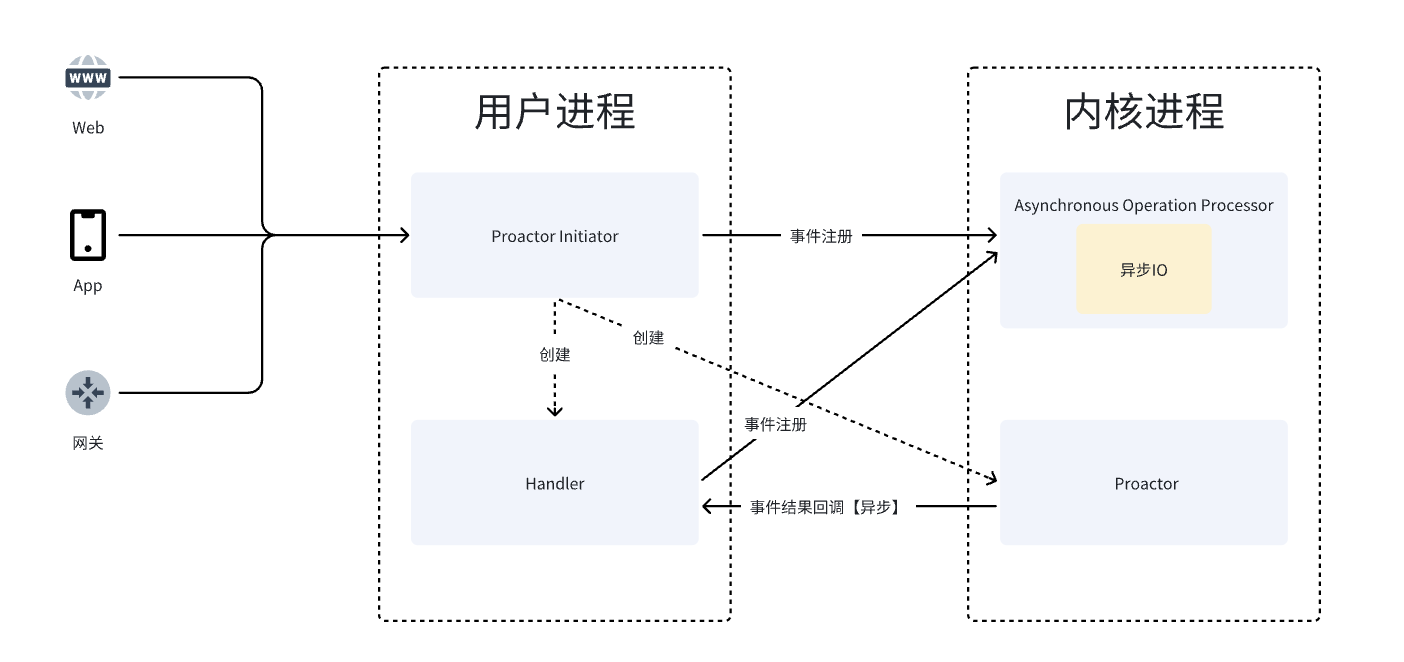 WWW
Web
App
网关
用户进程
Proactor Initiator
创建
创建
Handler
事件注册
事件注册
事件结果回调【异步】
内核进程
Asynchronous Operation Processor
异步IO
Proactor